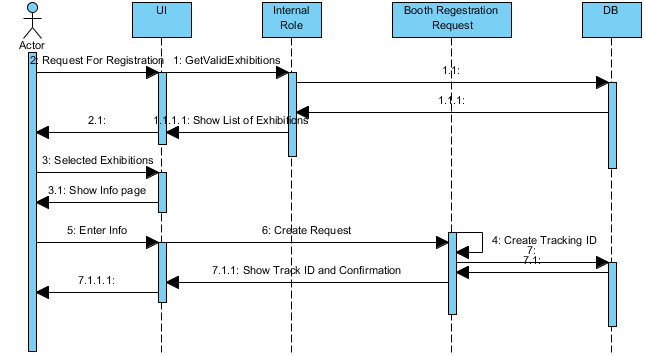 UI
Internal
Role
Booth Regestration
Request
DB
Actor
2: Request For Registration
1: GetValidExhibitions
1.1:
1.1.1:
2.1:
1.1.1.1: Show List of Exhibitions
3: Selected Exhibitions
3.1: Show Info page
5: Enter Info
6: Create Request
4: Create Tracking ID
7:
7.1:
7.1.1: Show Track ID and Confirmation
7.1.1.1: